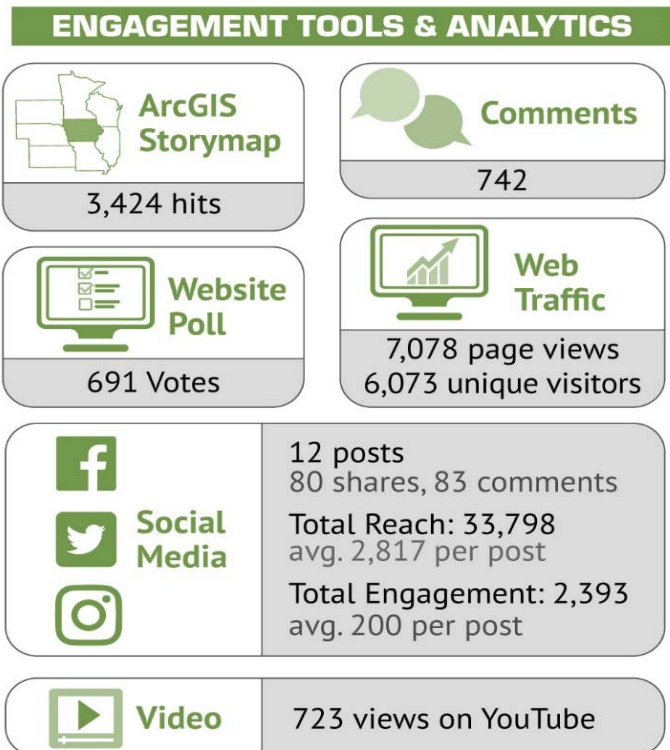 ENGAGEMENT TOOLS & ANALYTICS
ArcGIS
Storymap
3,424 hits
Comments
742
Website
Poll
691 Votes
Web
Traffic
7,078 page views
6,073 unique visitors
Social
Media
12 posts
80 shares, 83 comments
Total Reach: 33,798
avg. 2,817 per post
Total Engagement: 2,393
avg. 200 per post
Video
723 views on YouTube